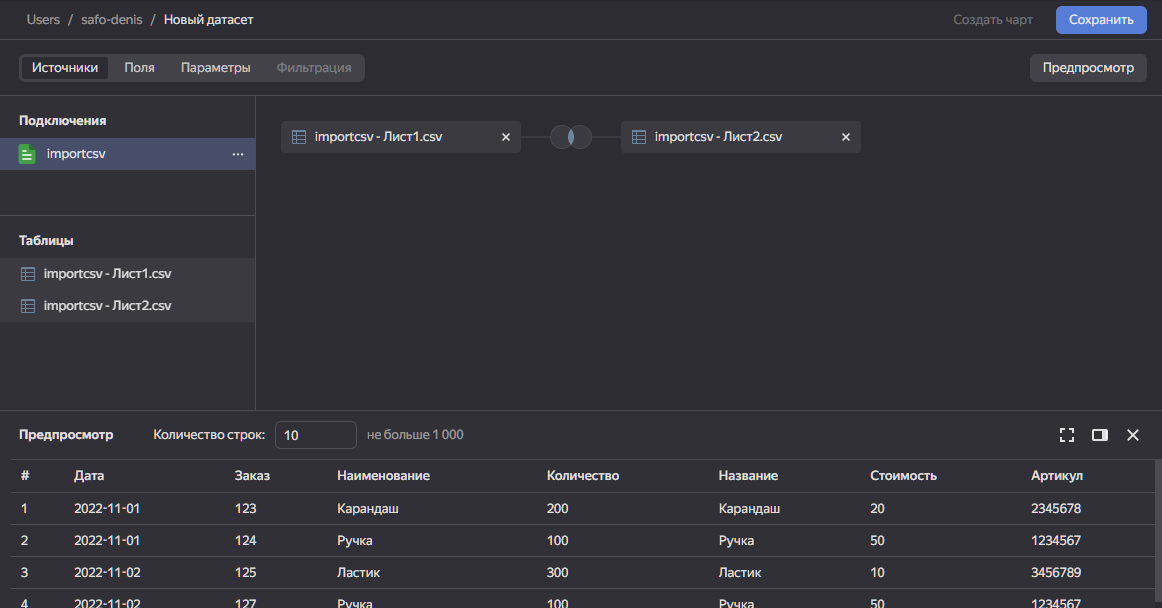 Users / safo-denis / Новый датасет Создать чарт Сохранить
Источники Поля Параметры Фильтрация Предпросмотр
Подключения
importcsv ...
importcsv - Лист1.csv × importcsv - Лист2.csv ×
Таблицы
importcsv - Лист1.csv
importcsv - Лист2.csv
Предпросмотр Количество строк: 10 не больше 1 000
# Дата Заказ Наименование Количество Название Стоимость Артикул
1 2022-11-01 123 Карандаш 200 Карандаш 20 2345678
2 2022-11-01 124 Ручка 100 Ручка 50 1234567
3 2022-11-02 125 Ластик 300 Ластик 10 3456789
4 2022-11-02 127 Ручка 100 Ручка 50 1234567